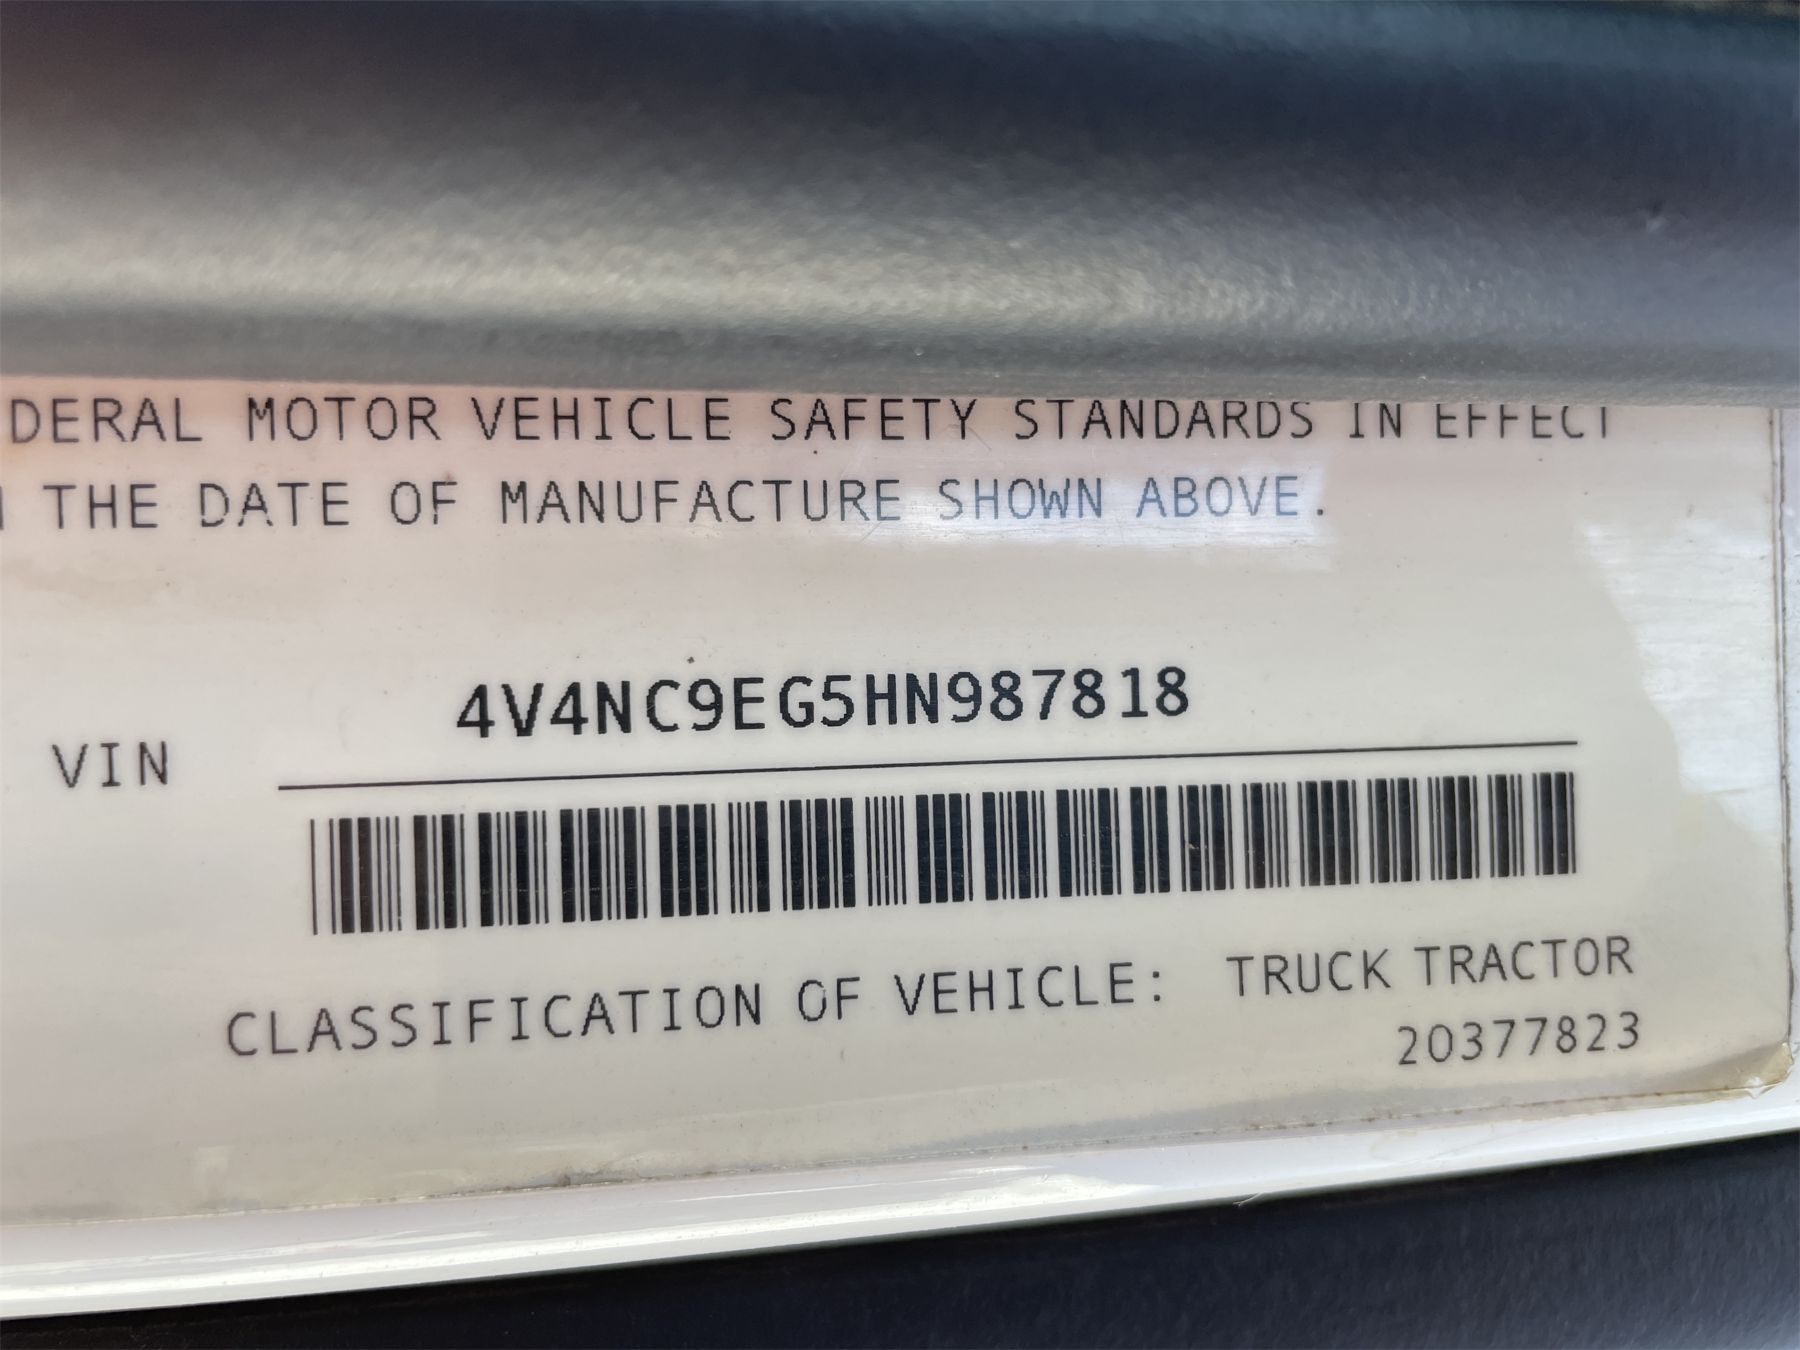 DERAL MOTOR VEHICLE SAFETY STANDARDS IN EFFECT
THE DATE OF MANUFACTURE SHOWN ABOVE.
4V4NC9EG5HN987818
VIN
CLASSIFICATION OF VEHICLE: TRUCK TRACTOR
20377823